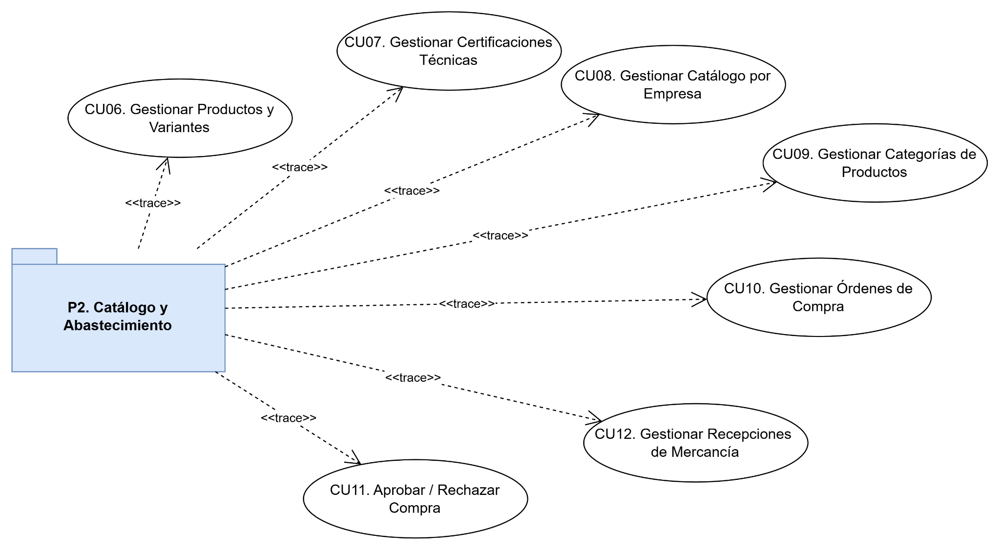 CU07. Gestionar Certificaciones
Técnicas
CU08. Gestionar Catálogo por
Empresa
CU06. Gestionar Productos y
Variantes
CU09. Gestionar Categorías de
Productos
<<trace>>
<<trace>>
<<trace>>
<<trace>>
CU10. Gestionar Órdenes de
Compra
<<trace>>
P2. Catálogo y
Abastecimiento
<<trace>>
<<trace>>
CU12. Gestionar Recepciones
de Mercancía
CU11. Aprobar / Rechazar
Compra